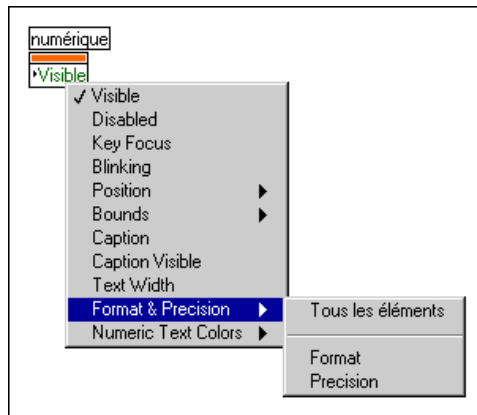 numérique
Visible
Visible
Disabled
Key Focus
Blinking
Position
Bounds
Caption
Caption Visible
Text Width
Format & Precision
Numeric Text Colors
Tous les éléments
Format
Precision